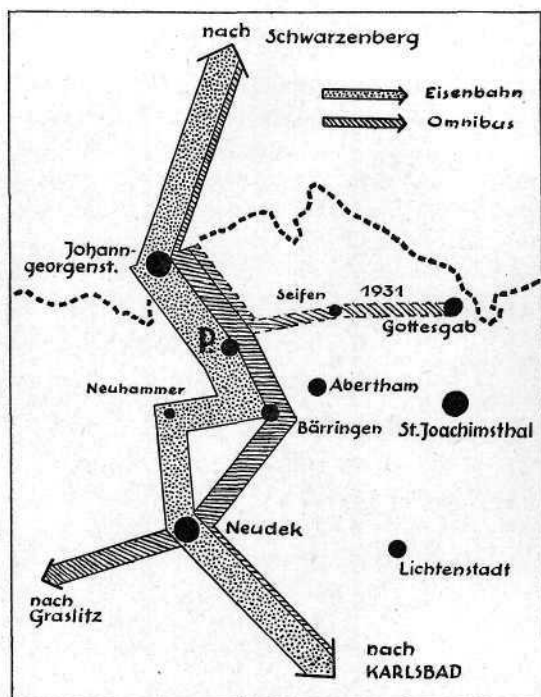 nach Schwarzenberg
Eisenbahn
Omnibus
Johann-
georgenst.
Seifen
1931
Gottesgab
P.
Neuhammer
Abertham
Bärringen
St. Joachimsthal
Neudek
Lichtenstadt
nach
Graslitz
nach
KARLSBAD